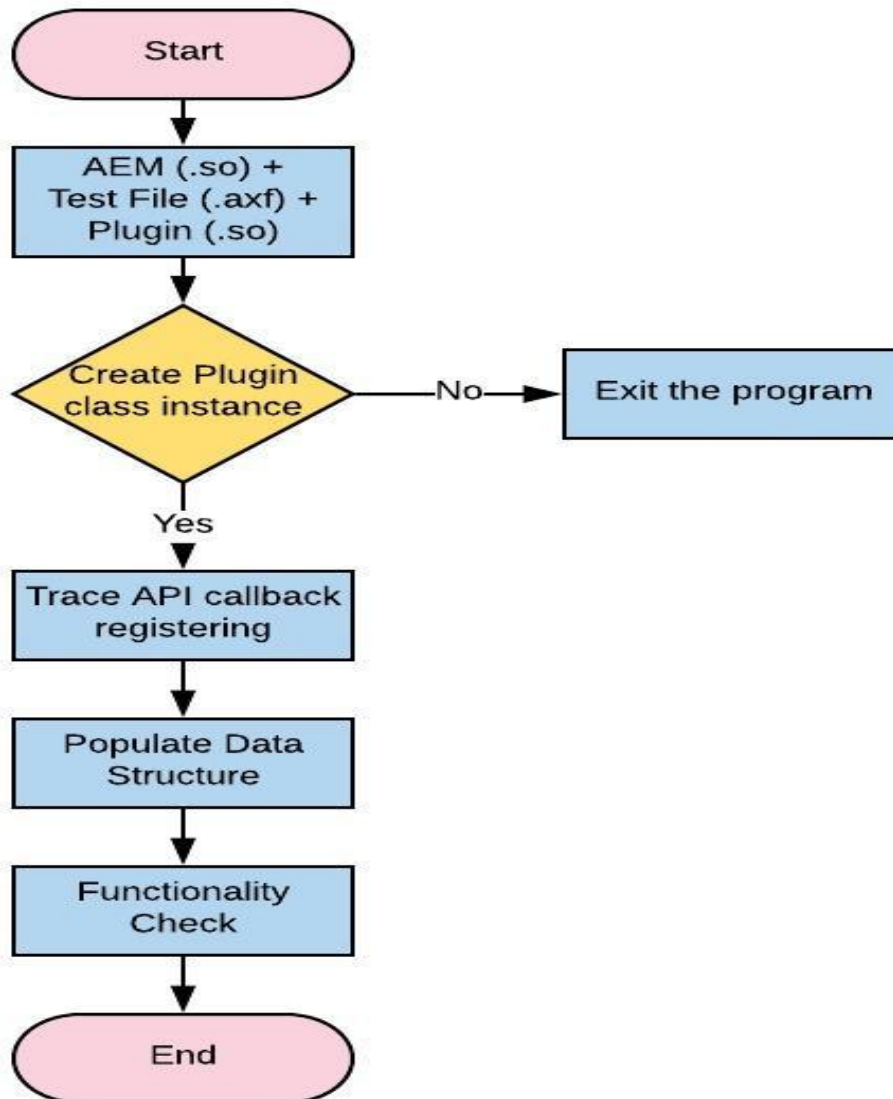 Start
AEM (.so) +
Test File (.axf) +
Plugin (.so)
Create Plugin
class instance
No
Exit the program
Yes
Trace API callback
registering
Populate Data
Structure
Functionality
Check
End